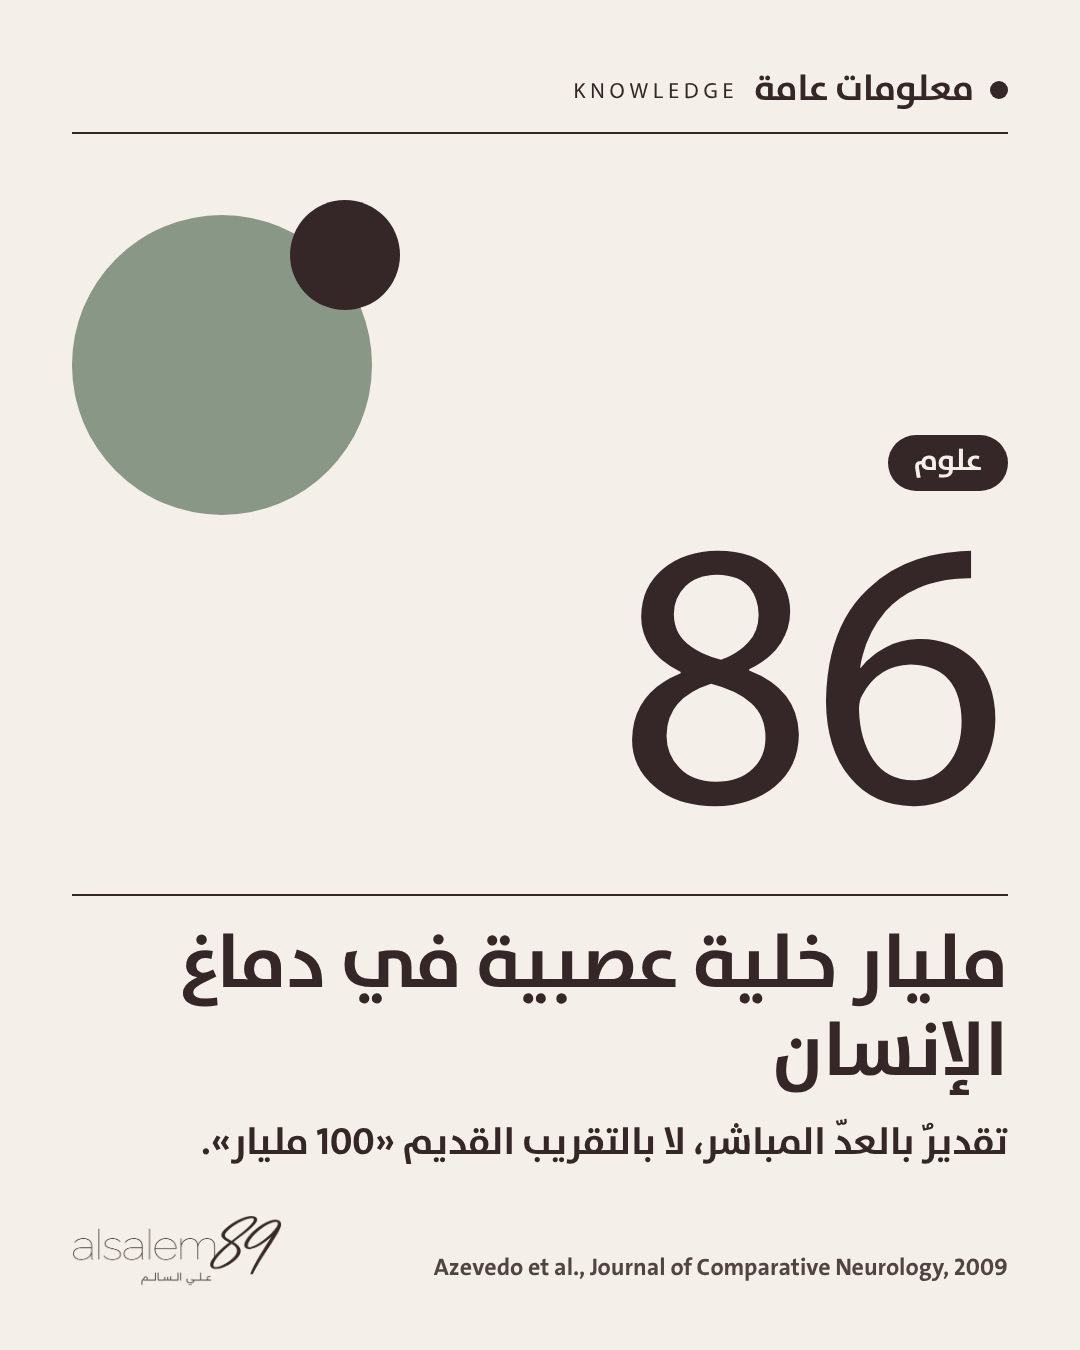 معلومات عامة KNOWLEDGE
علوم
86
مليار خلية عصبية في دماغ
الإنسان
تقديرٌ بالعدّ المباشر، لا بالتقريب القديم «100 مليار».
Azevedo et al., Journal of Comparative Neurology, 2009
alsalem89
علي السالم